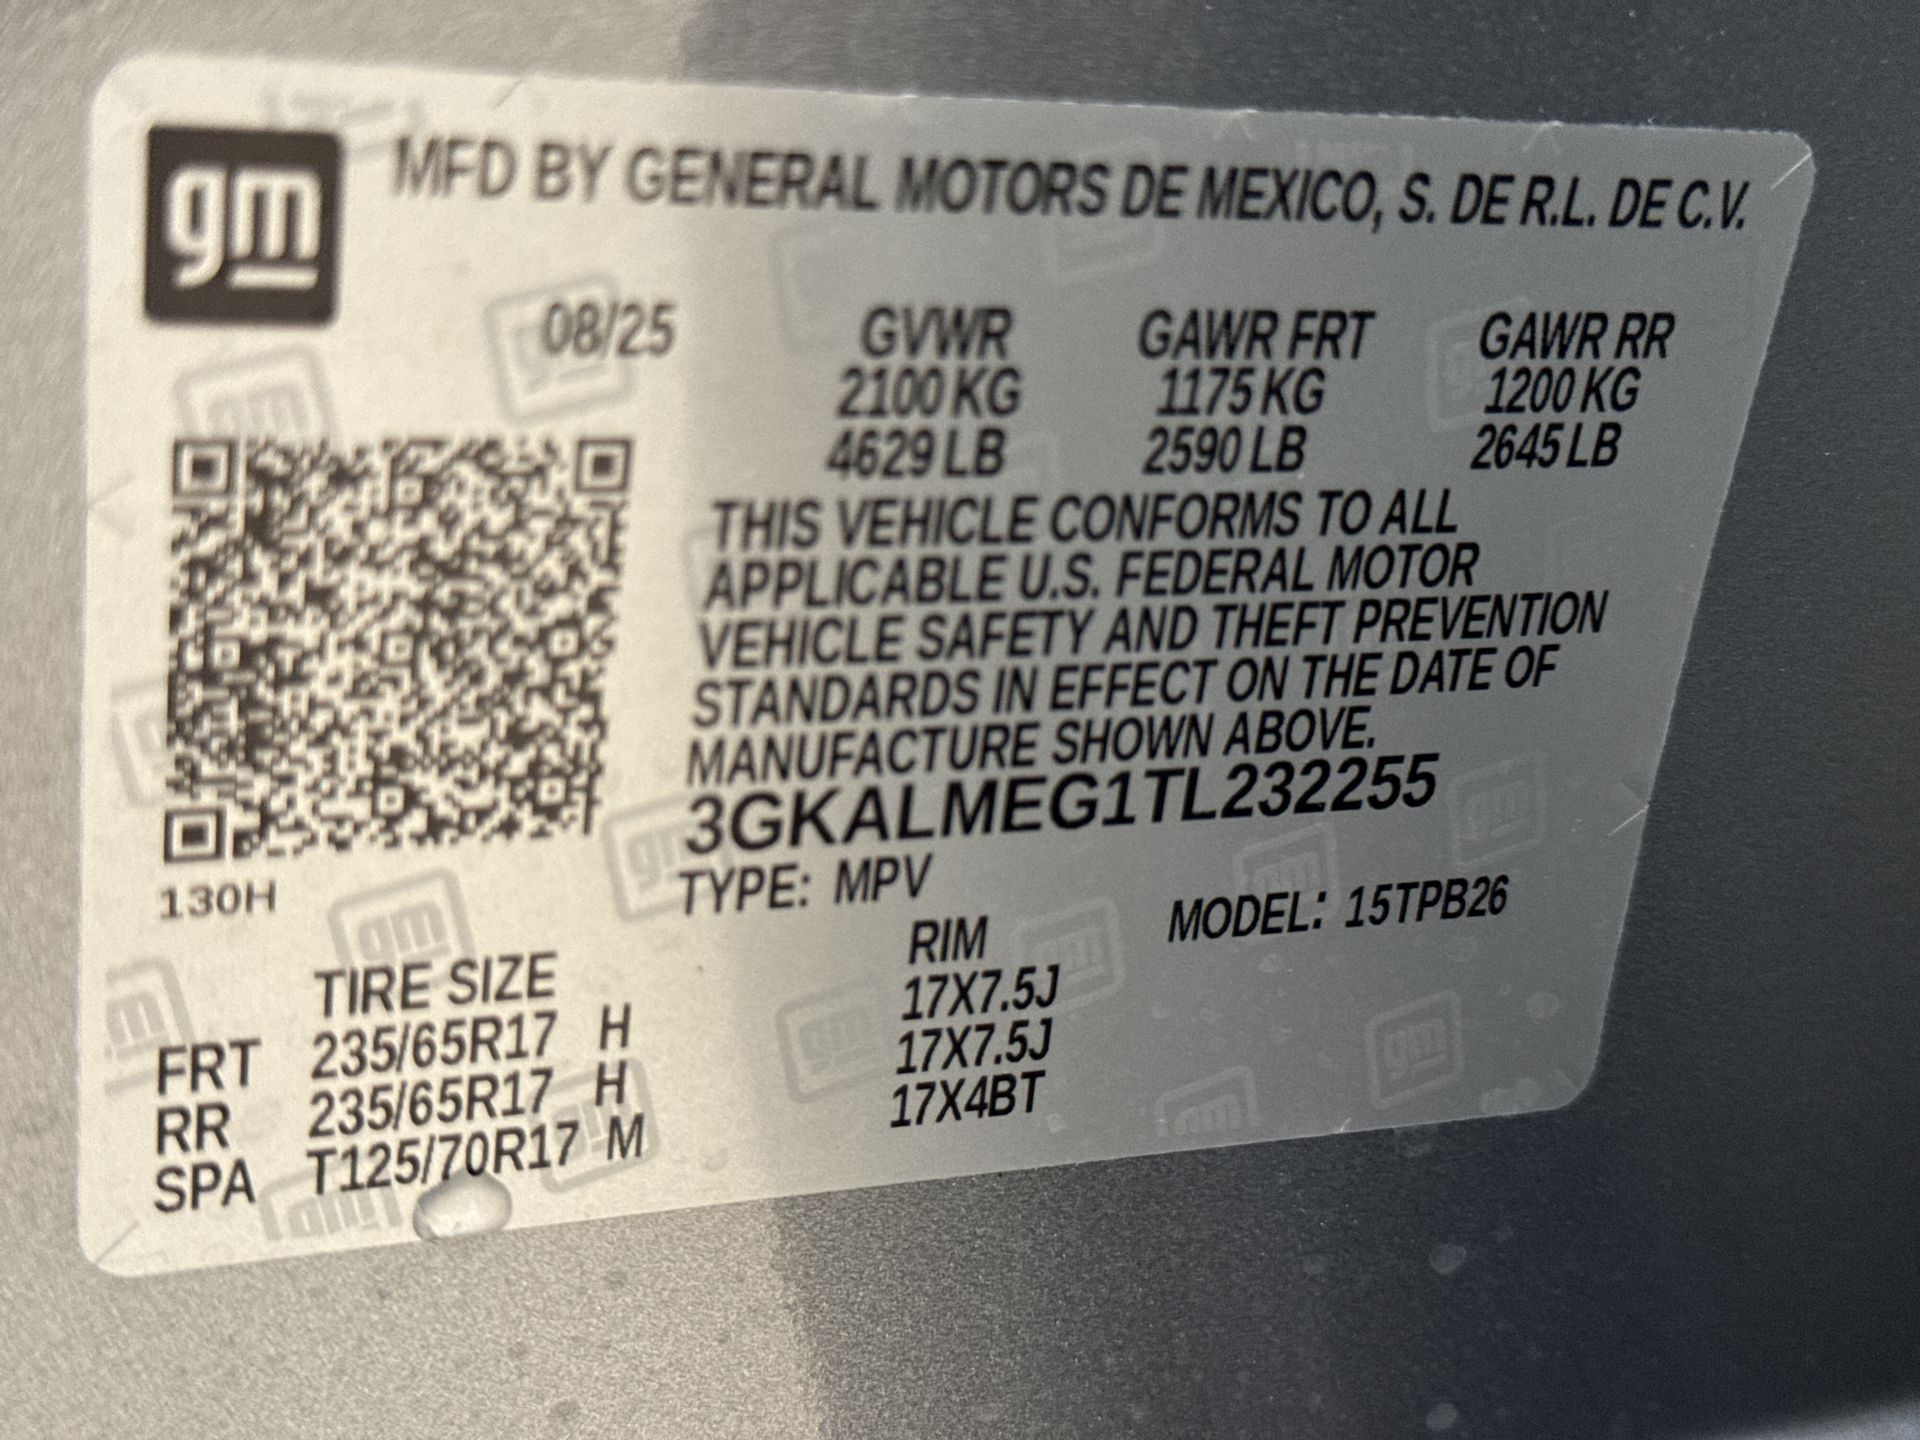 gm
MFD BY GENERAL MOTORS DE MEXICO, S. DE R.L. DE C.V.
08/25
GVWR GAWR FRT GAWR RR
2100 KG 1175 KG 1200 KG
4629 LB 2590 LB 2645 LB
THIS VEHICLE CONFORMS TO ALL
APPLICABLE U.S. FEDERAL MOTOR
VEHICLE SAFETY AND THEFT PREVENTION
STANDARDS IN EFFECT ON THE DATE OF
MANUFACTURE SHOWN ABOVE.
3GKALMEG1TL232255
130H
TYPE: MPV MODEL: 15TPB26
TIRE SIZE RIM
FRT 235/65R17 H 17X7.5J
RR 235/65R17 H 17X7.5J
SPA T125/70R17 M 17X4BT